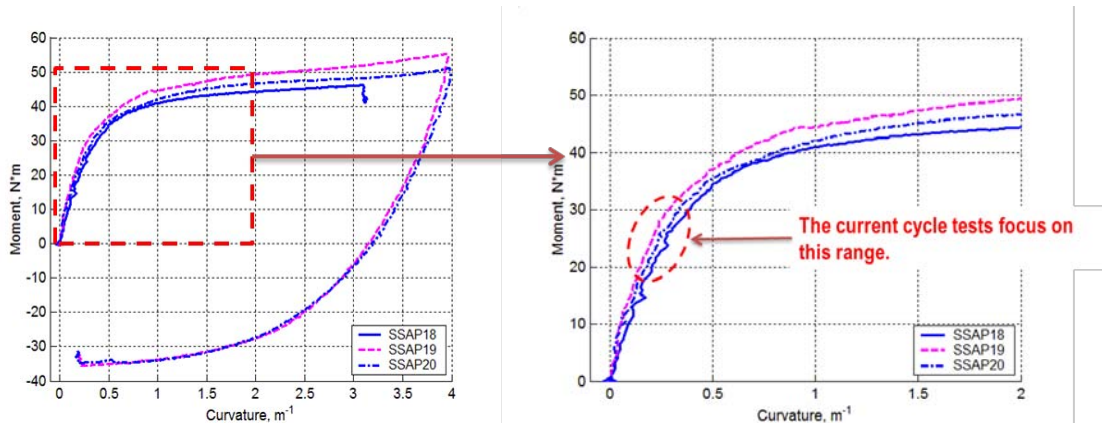 60
50
40
30
20
10
0
-10
-20
-30
-40
Moment, N*m
0 0.5 1 1.5 2 2.5 3 3.5 4
Curvature, m-1
SSAP18
SSAP19
SSAP20
60
50
40
30
20
10
0
Moment, N*m
0 0.5 1 1.5 2
Curvature, m-1
The current cycle tests focus on
this range.
SSAP18
SSAP19
SSAP20